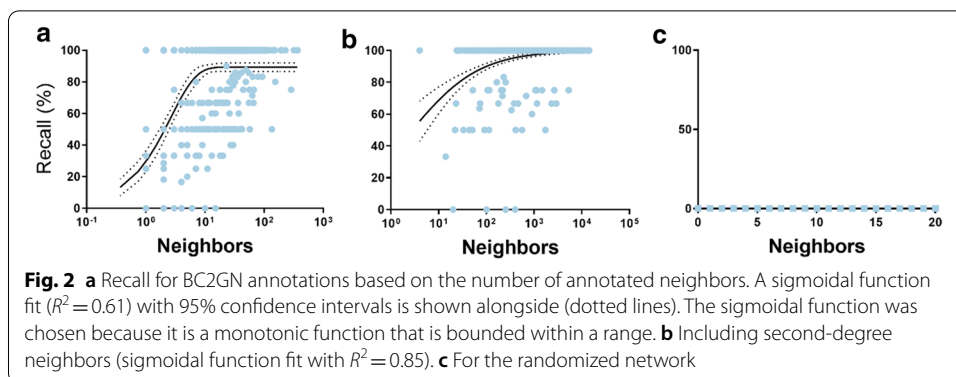 a
b
c
Recall (%)
100
80
60
40
20
0
10-1
100
101
102
103
Neighbors
100
80
60
40
20
0
100
101
102
103
104
105
Neighbors
100
50
0
0
5
10
15
20
Neighbors
Fig. 2 a Recall for BC2GN annotations based on the number of annotated neighbors. A sigmoidal function
fit (R² = 0.61) with 95% confidence intervals is shown alongside (dotted lines). The sigmoidal function was
chosen because it is a monotonic function that is bounded within a range. b Including second-degree
neighbors (sigmoidal function fit with R² = 0.85). c For the randomized network